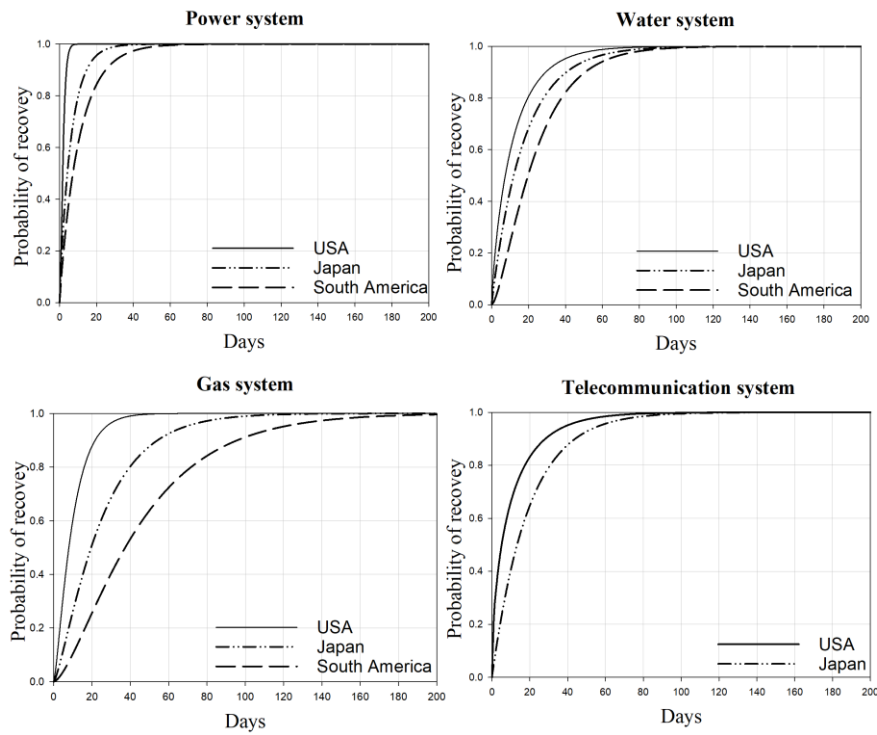 Power system
Probability of recovey
1.0
0.8
0.6
0.4
0.2
0.0
USA
Japan
South America
0 20 40 60 80 100 120 140 160 180 200
Days
Water system
Probability of recovey
1.0
0.8
0.6
0.4
0.2
0.0
USA
Japan
South America
0 20 40 60 80 100 120 140 160 180 200
Days
Gas system
Probability of recovey
1.0
0.8
0.6
0.4
0.2
0.0
USA
Japan
South America
0 20 40 60 80 100 120 140 160 180 200
Days
Telecommunication system
Probability of recovey
1.0
0.8
0.6
0.4
0.2
0.0
USA
Japan
0 20 40 60 80 100 120 140 160 180 200
Days